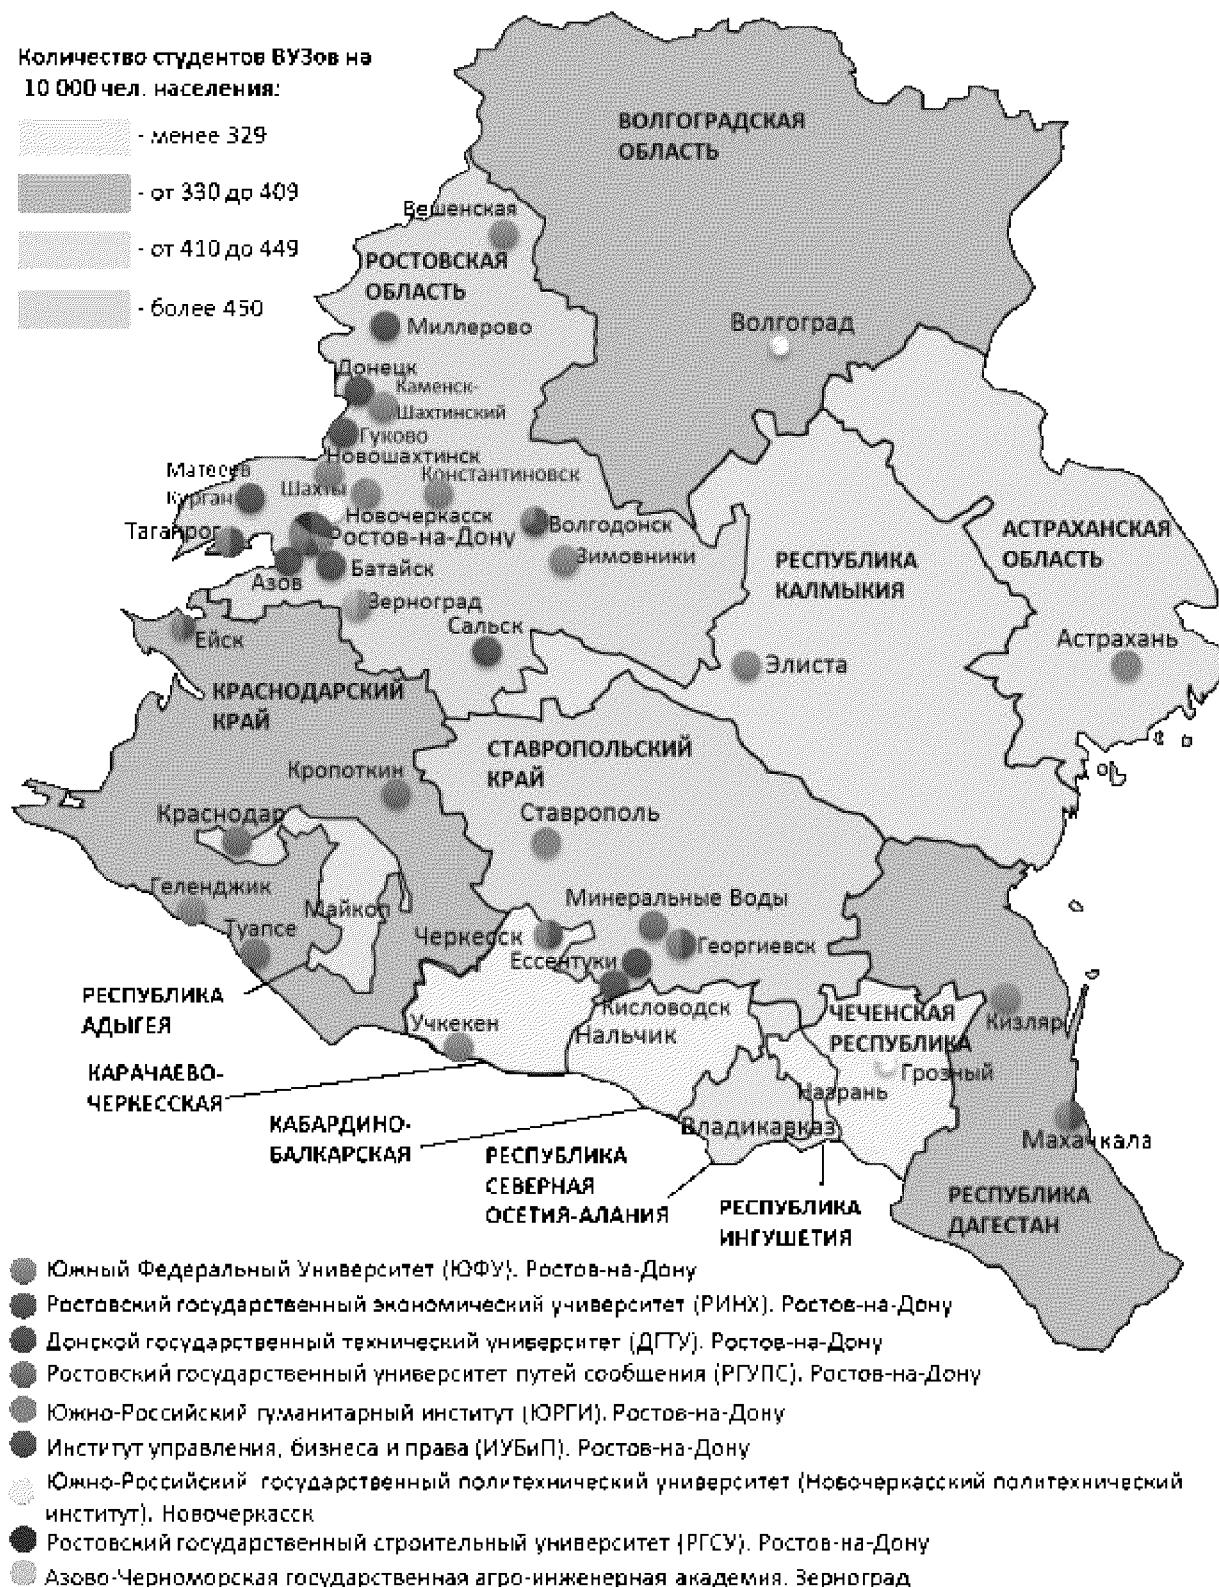 Количество студентов ВУЗов на
10 000 чел. населения:
- менее 329
- от 330 до 409
- от 410 до 449
- более 450
ВОЛГОГРАДСКАЯ
ОБЛАСТЬ
Вешенская
РОСТОВСКАЯ
ОБЛАСТЬ
Миллерово
Волгоград
Донецк
Каменск-
Шахтинский
Гуково
Новошахтинск
Матвеев
Курган
Шахты
Константиновск
Новочеркасск
Таганрог
Ростов-на-Дону
Волгодонск
Зимовники
Азов
Батайск
Зерноград
Сальск
Ейск
РЕСПУБЛИКА
КАЛМЫКИЯ
АСТРАХАНСКАЯ
ОБЛАСТЬ
Элиста
Астрахань
КРАСНОДАРСКИЙ
КРАЙ
СТАВРОПОЛЬСКИЙ
КРАЙ
Кропоткин
Краснодар
Ставрополь
Геленджик
Майкоп
Туапсе
Минеральные Воды
Черкесск
Георгиевск
Ессентуки
Кисловодск
РЕСПУБЛИКА
АДЫГЕЯ
Учкекен
Нальчик
ЧЕЧЕНСКАЯ
РЕСПУБЛИКА
Кизляр
Грозный
Назрань
КАРАЧАЕВО-
ЧЕРКЕССКАЯ
КАБАРДИНО-
БАЛКАРСКАЯ
Владикавказ
Махачкала
РЕСПУБЛИКА
СЕВЕРНАЯ
ОСЕТИЯ-АЛАНИЯ
РЕСПУБЛИКА
ИНГУШЕТИЯ
РЕСПУБЛИКА
ДАГЕСТАН
Южный Федеральный Университет (ЮФУ). Ростов-на-Дону
Ростовский государственный экономический университет (РИНХ). Ростов-на-Дону
Донской государственный технический университет (ДГТУ). Ростов-на-Дону
Ростовский государственный университет путей сообщения (РГУПС). Ростов-на-Дону
Южно-Российский гуманитарный институт (ЮРГИ). Ростов-на-Дону
Институт управления, бизнеса и права (ИУБиП). Ростов-на-Дону
Южно-Российский государственный политехнический университет (Новочеркасский политехнический
институт). Новочеркасск
Ростовский государственный строительный университет (РГСУ). Ростов-на-Дону
Азово-Черноморская государственная агро-инженерная академия. Зерноград